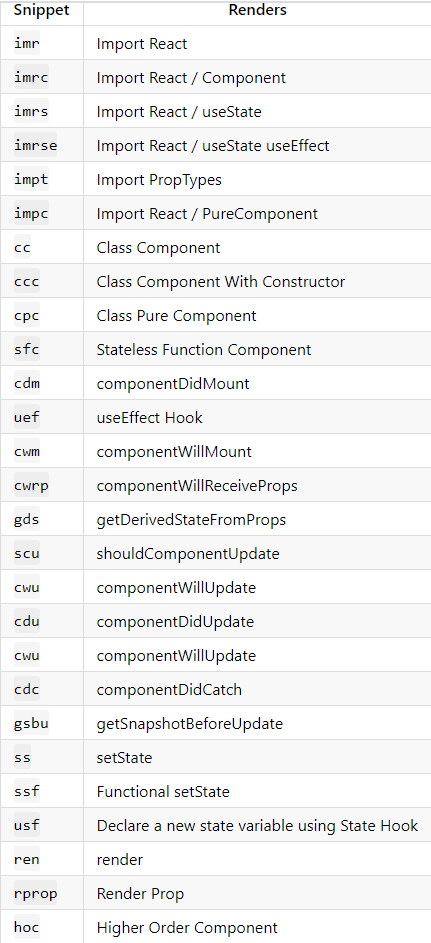 Snippet Renders
imr Import React
imrc Import React / Component
imrs Import React / useState
imrse Import React / useState useEffect
impt Import PropTypes
impc Import React / PureComponent
cc Class Component
ccc Class Component With Constructor
cpc Class Pure Component
sfc Stateless Function Component
cdm componentDidMount
uef useEffect Hook
cwm componentWillMount
cwrp componentWillReceiveProps
gds getDerivedStateFromProps
scu shouldComponentUpdate
cwu componentWillUpdate
cdu componentDidUpdate
cwu componentWillUpdate
cdc componentDidCatch
gsbu getSnapshotBeforeUpdate
ss setState
ssf Functional setState
usf Declare a new state variable using State Hook
ren render
rprop Render Prop
hoc Higher Order Component